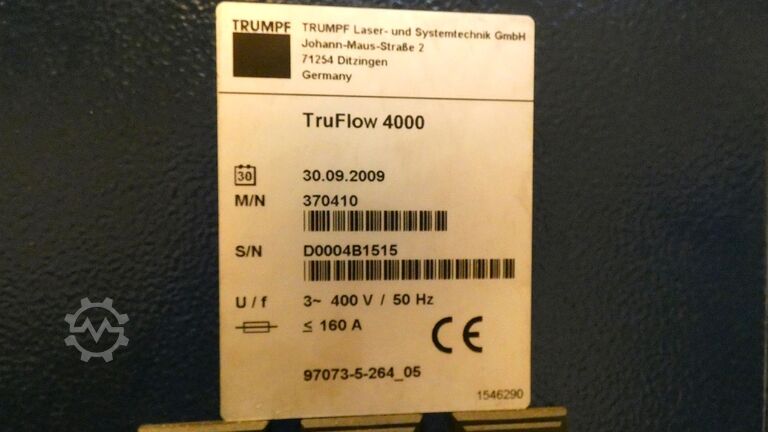 TRUMPF
TRUMPF Laser- und Systemtechnik GmbH
Johann-Maus-Straße 2
71254 Ditzingen
Germany
TruFlow 4000
30 30.09.2009
M/N 370410
S/N D0004B1515
U / f 3~ 400 V / 50 Hz
≤ 160 A
CE
97073-5-264_05
1546290